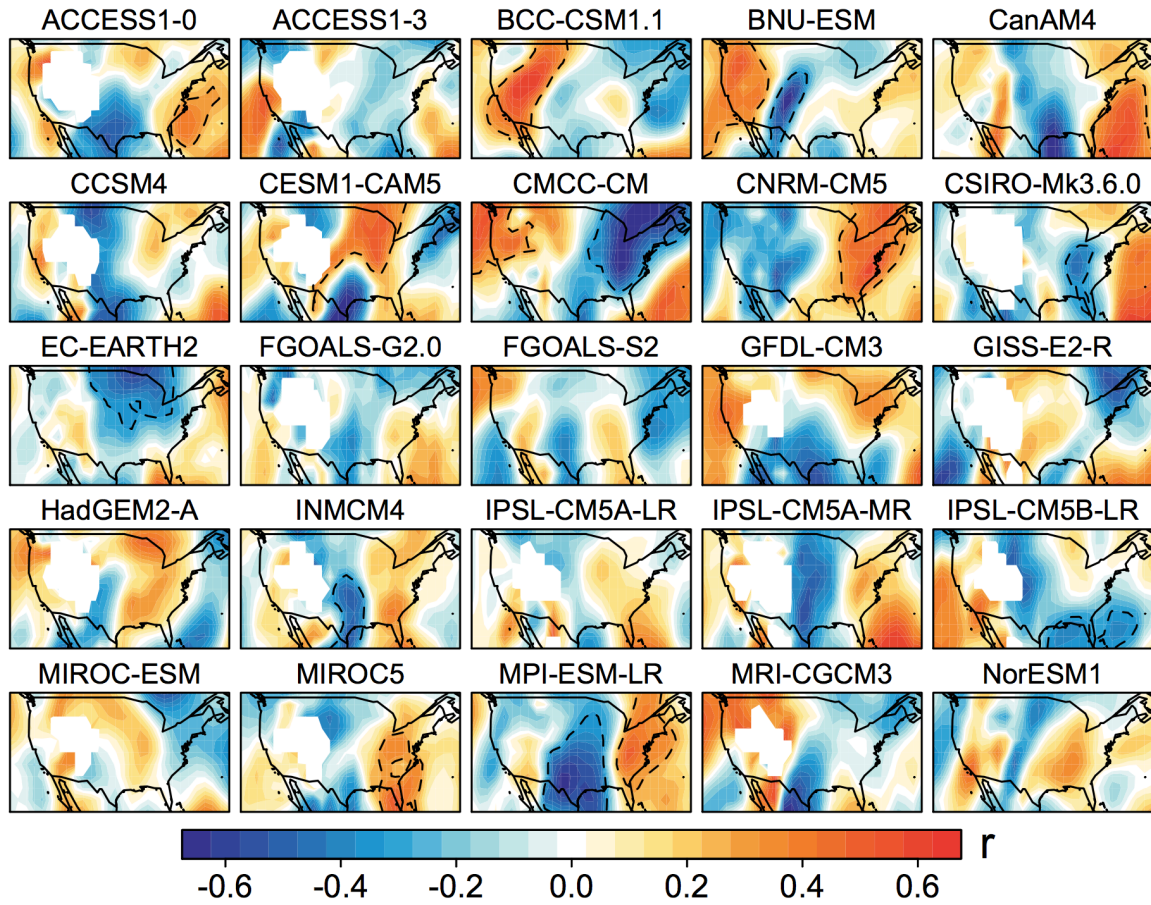 ACCESS1-0 ACCESS1-3 BCC-CSM1.1 BNU-ESM CanAM4
CCSM4 CESM1-CAM5 CMCC-CM CNRM-CM5 CSIRO-Mk3.6.0
EC-EARTH2 FGOALS-G2.0 FGOALS-S2 GFDL-CM3 GISS-E2-R
HadGEM2-A INMCM4 IPSL-CM5A-LR IPSL-CM5A-MR IPSL-CM5B-LR
MIROC-ESM MIROC5 MPI-ESM-LR MRI-CGCM3 NorESM1
r
-0.6 -0.4 -0.2 0.0 0.2 0.4 0.6